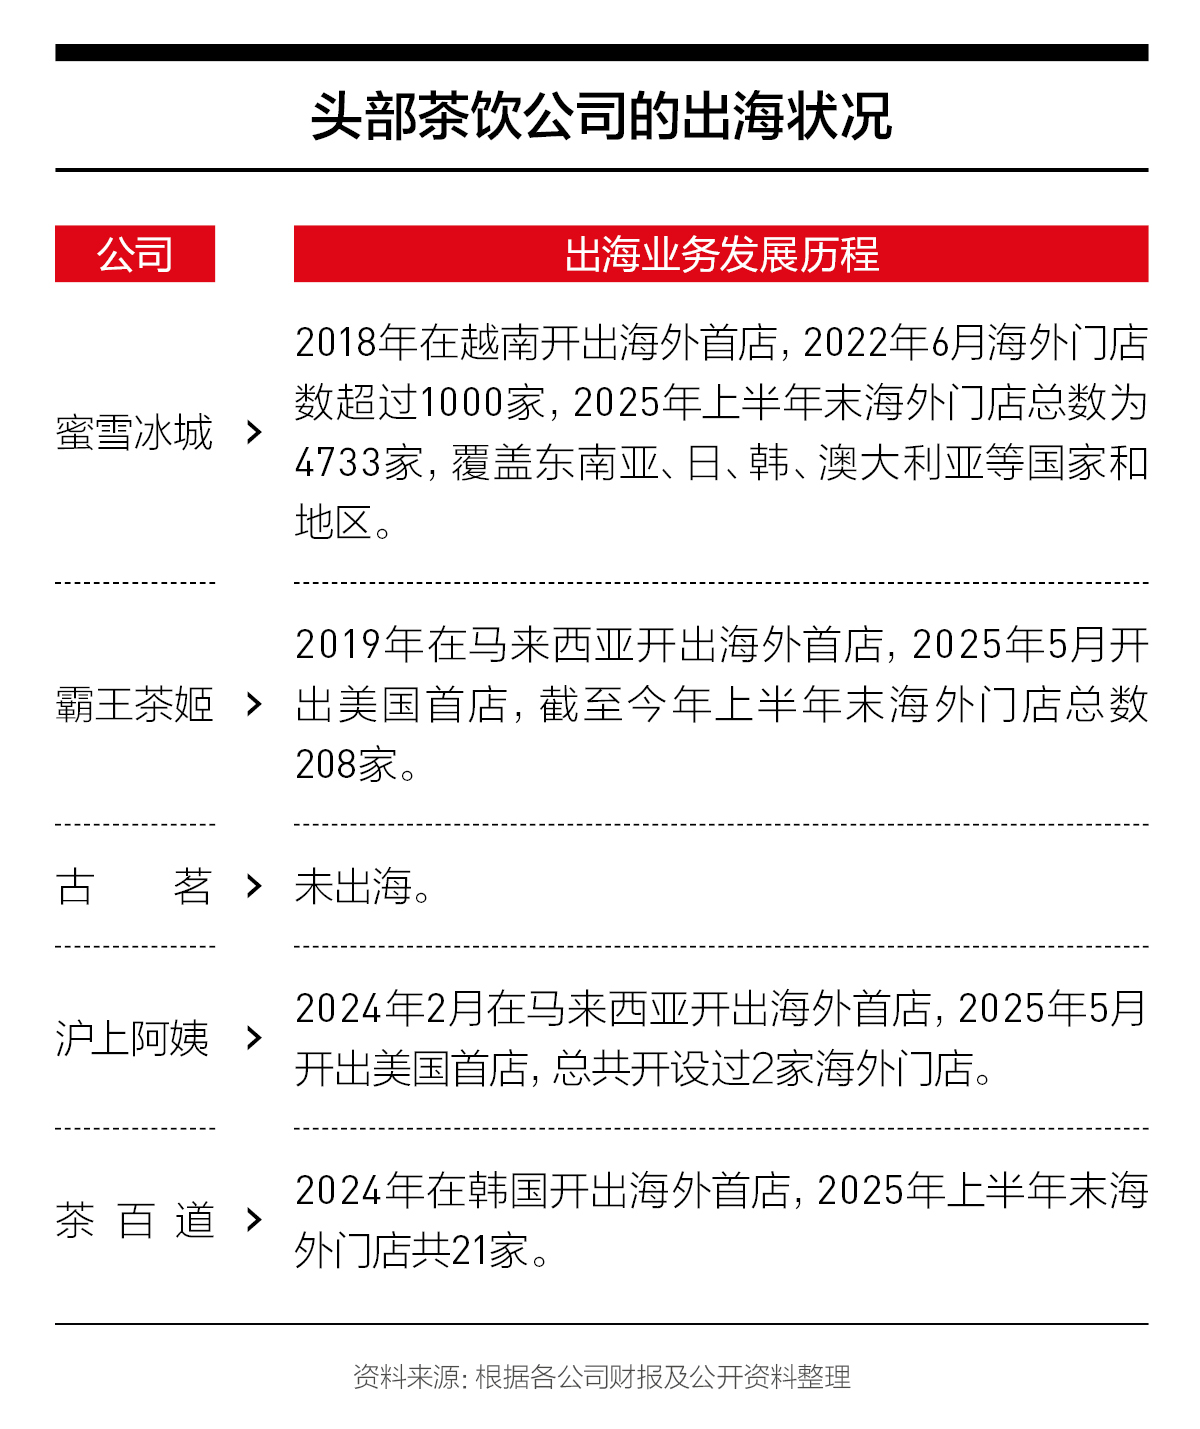 头部茶饮公司的出海状况
公司
出海业务发展历程
蜜雪冰城
2018年在越南开出海外首店，2022年6月海外门店
数超过1000家，2025年上半年末海外门店总数为
4733家，覆盖东南亚、日、韩、澳大利亚等国家和
地区。
霸王茶姬
2019年在马来西亚开出海外首店，2025年5月开
出美国首店，截至今年上半年末海外门店总数
208家。
古茗
未出海。
沪上阿姨
2024年2月在马来西亚开出海外首店，2025年5月
开出美国首店，总共开设过2家海外门店。
茶百道
2024年在韩国开出海外首店，2025年上半年末海
外门店共21家。
资料来源：根据各公司财报及公开资料整理